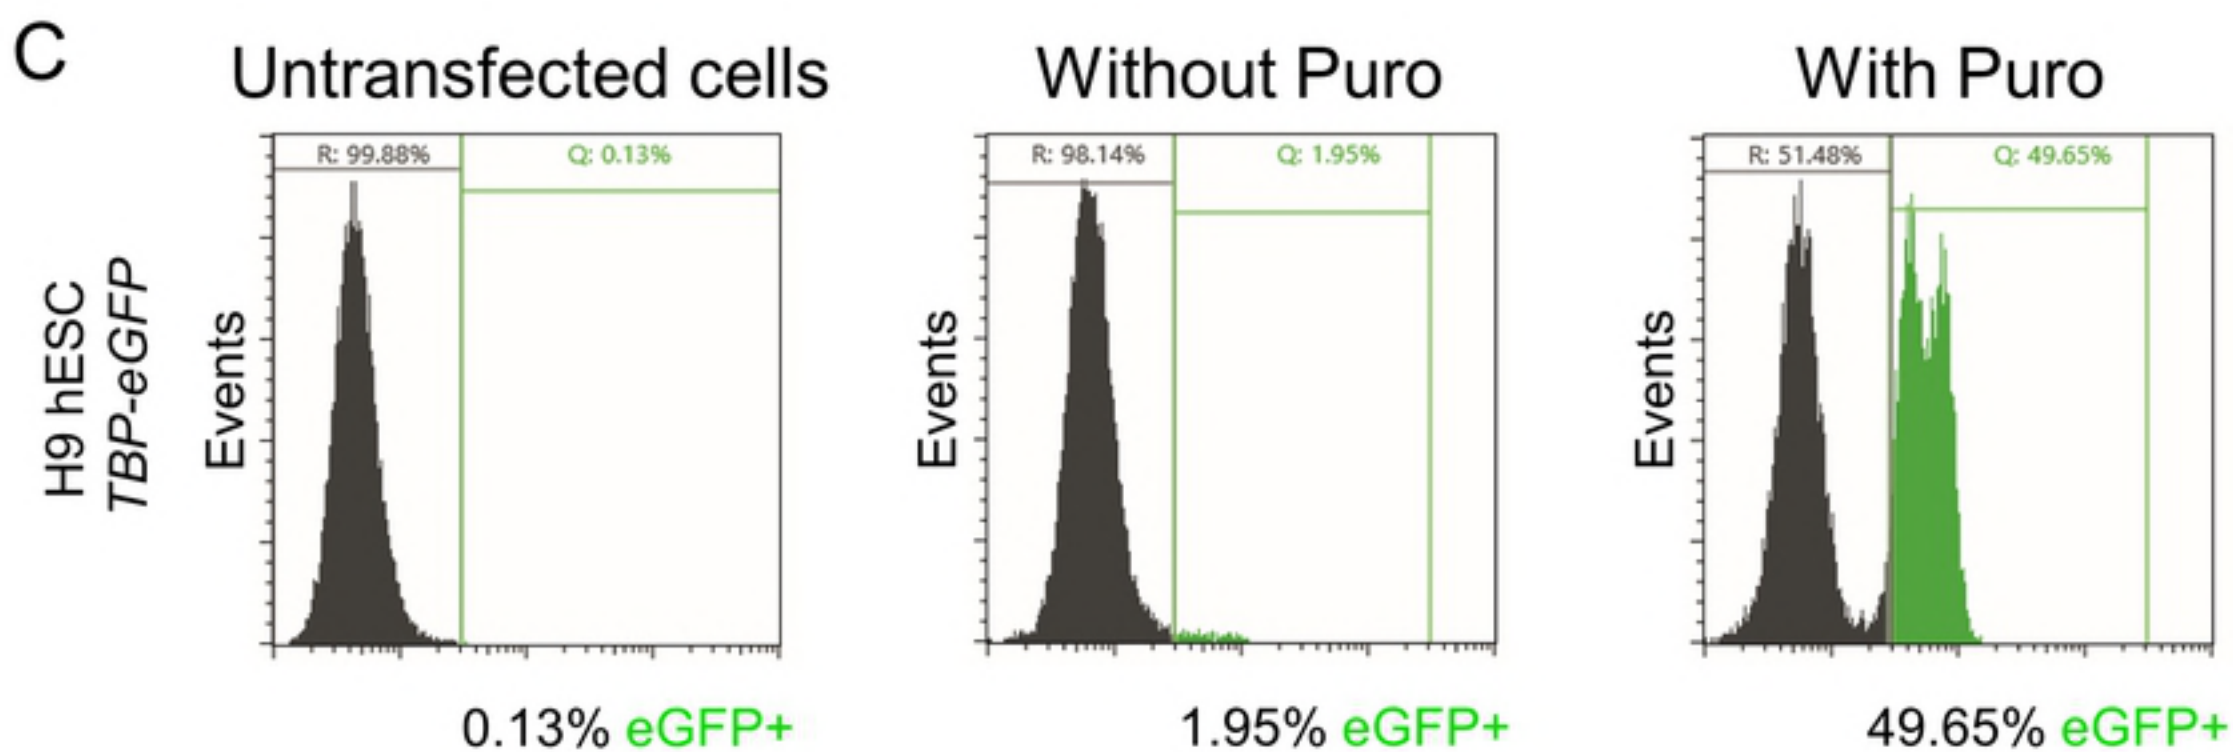 C
Untransfected cells
Without Puro
With Puro
H9 hESC
TBP-eGFP
Events
R: 99.88%
Q: 0.13%
Events
R: 98.14%
Q: 1.95%
Events
R: 51.48%
Q: 49.65%
0.13% eGFP+
1.95% eGFP+
49.65% eGFP+